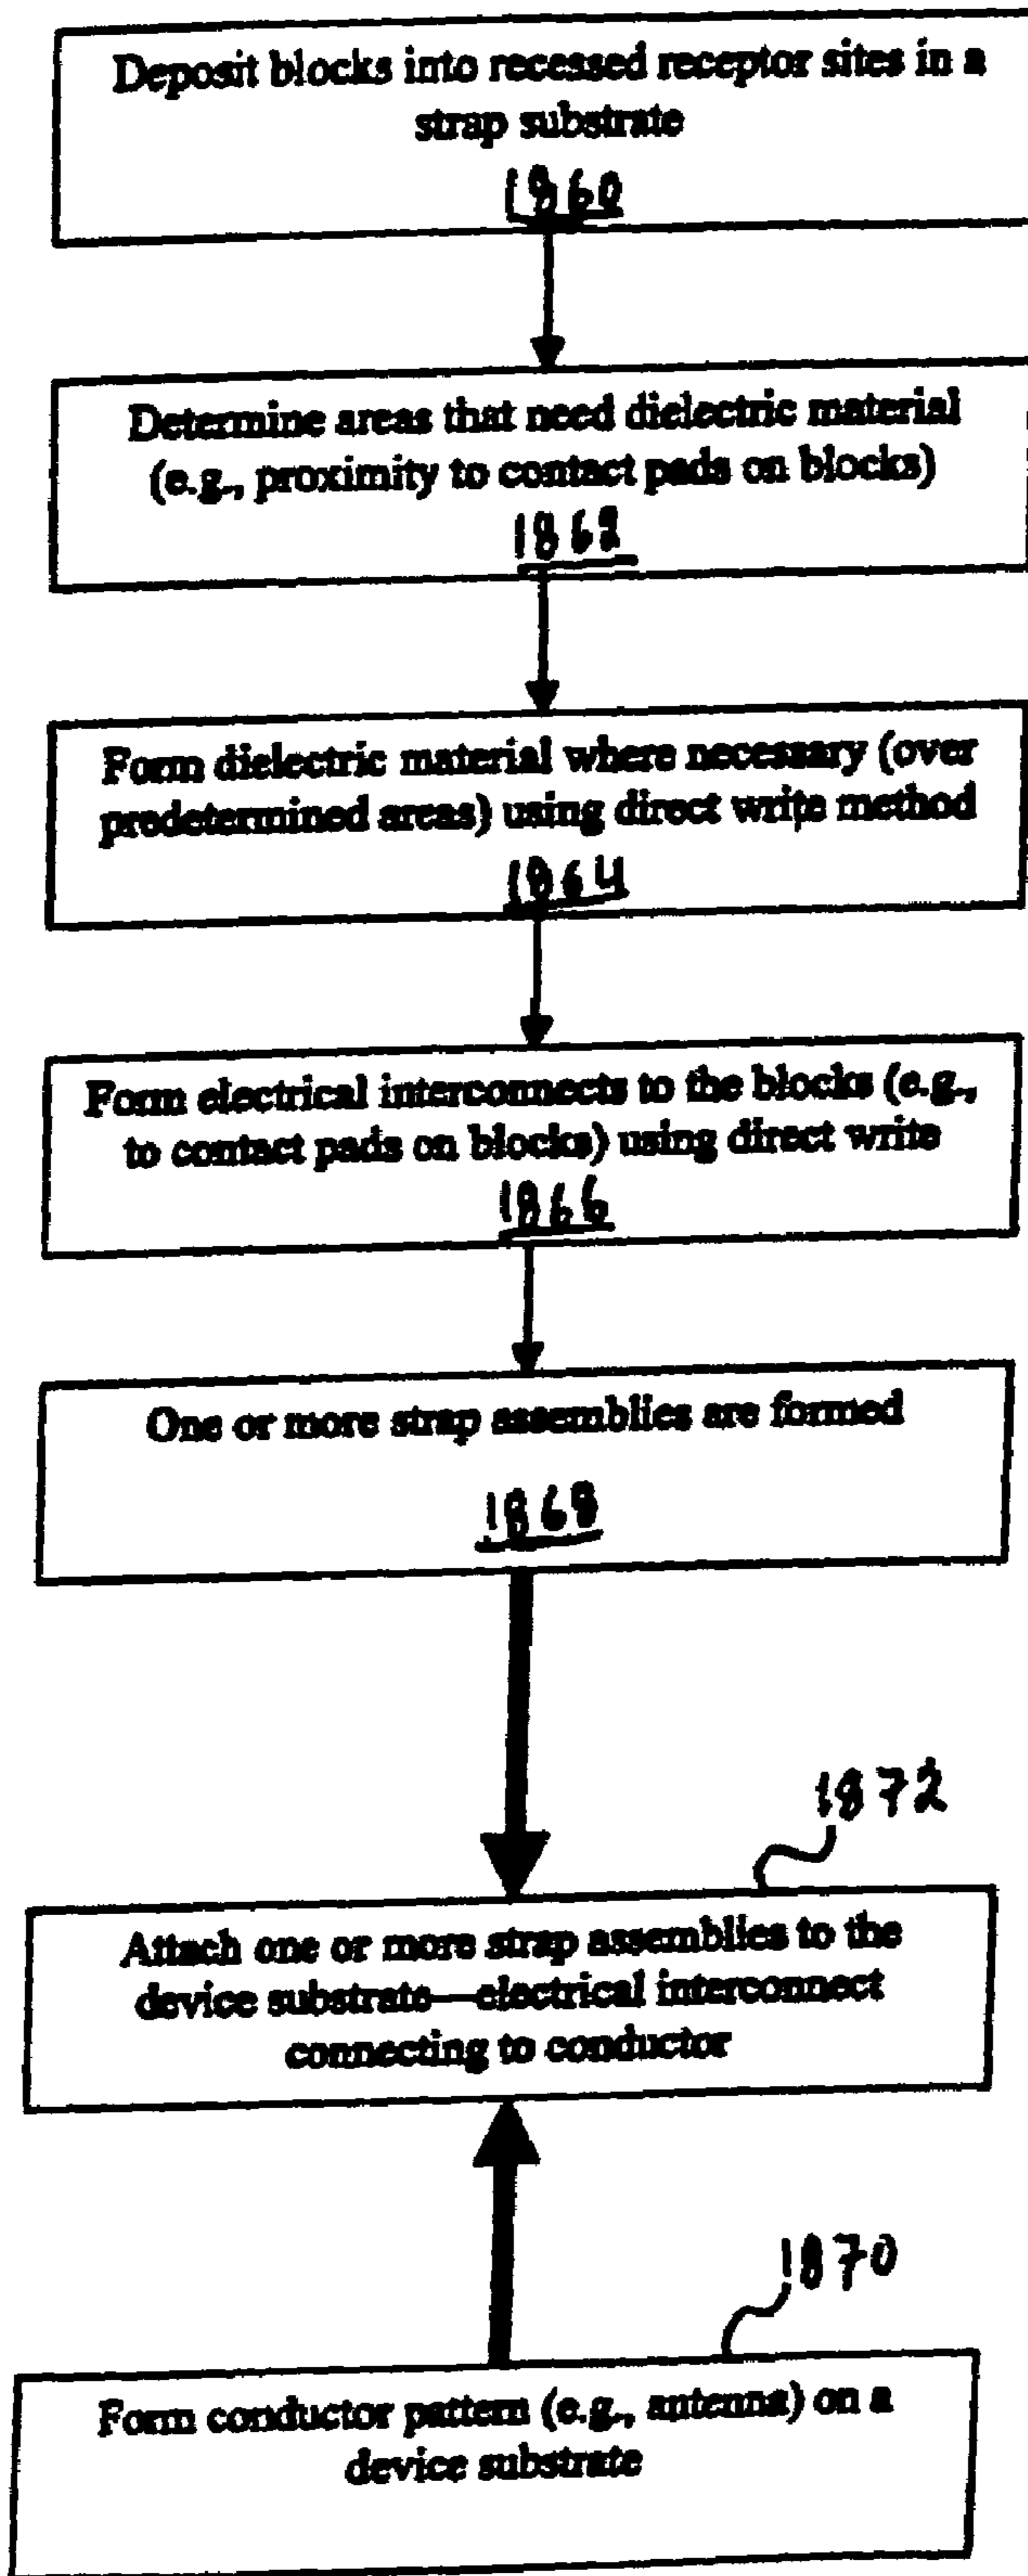 Deposit blocks into recessed receptor sites in a
strap substrate
1860
Determine areas that need dielectric material
(e.g., proximity to contact pads on blocks)
1862
Form dielectric material where necessary (over
predetermined areas) using direct write method
1864
Form electrical interconnects to the blocks (e.g.,
to contact pads on blocks) using direct write
1866
One or more strap assemblies are formed
1868
1872
Attach one or more strap assemblies to the
device substrate—electrical interconnect
connecting to conductor
1870
Form conductor pattern (e.g., antenna) on a
device substrate